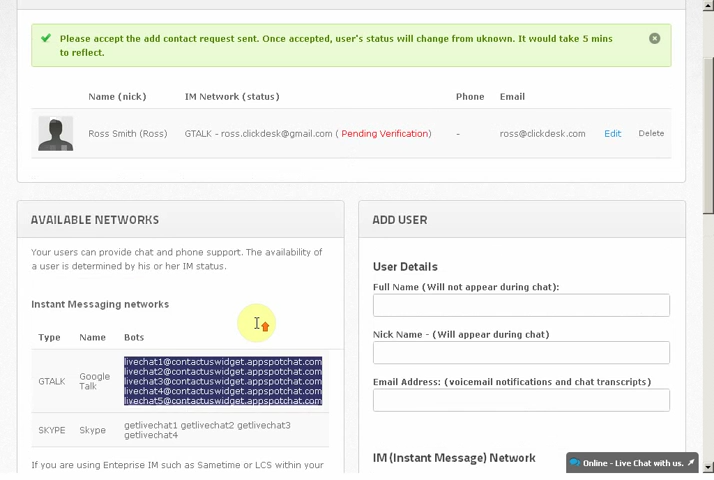 Please accept the add contact request sent. Once accepted, user's status will change from uknown. It would take 5 mins
to reflect.
Name (nick) IM Network (status) Phone Email
Ross Smith (Ross) GTALK - ross.clickdesk@gmail.com ( Pending Verification) - ross@clickdesk.com Edit Delete
AVAILABLE NETWORKS
Your users can provide chat and phone support. The availability of
a user is determined by his or her IM status.
Instant Messaging networks
Type Name Bots
GTALK Google Talk
livechat1@contactuswidget.appspotchat.com
livechat2@contactuswidget.appspotchat.com
livechat3@contactuswidget.appspotchat.com
livechat4@contactuswidget.appspotchat.com
livechat5@contactuswidget.appspotchat.com
SKYPE Skype getlivechat1 getlivechat2 getlivechat3
getlivechat4
If you are using Enteprise IM such as Sametime or LCS within your
ADD USER
User Details
Full Name (Will not appear during chat):
Nick Name - (Will appear during chat)
Email Address: (voicemail notifications and chat transcripts)
IM (Instant Message) Network
Online - Live Chat with us.